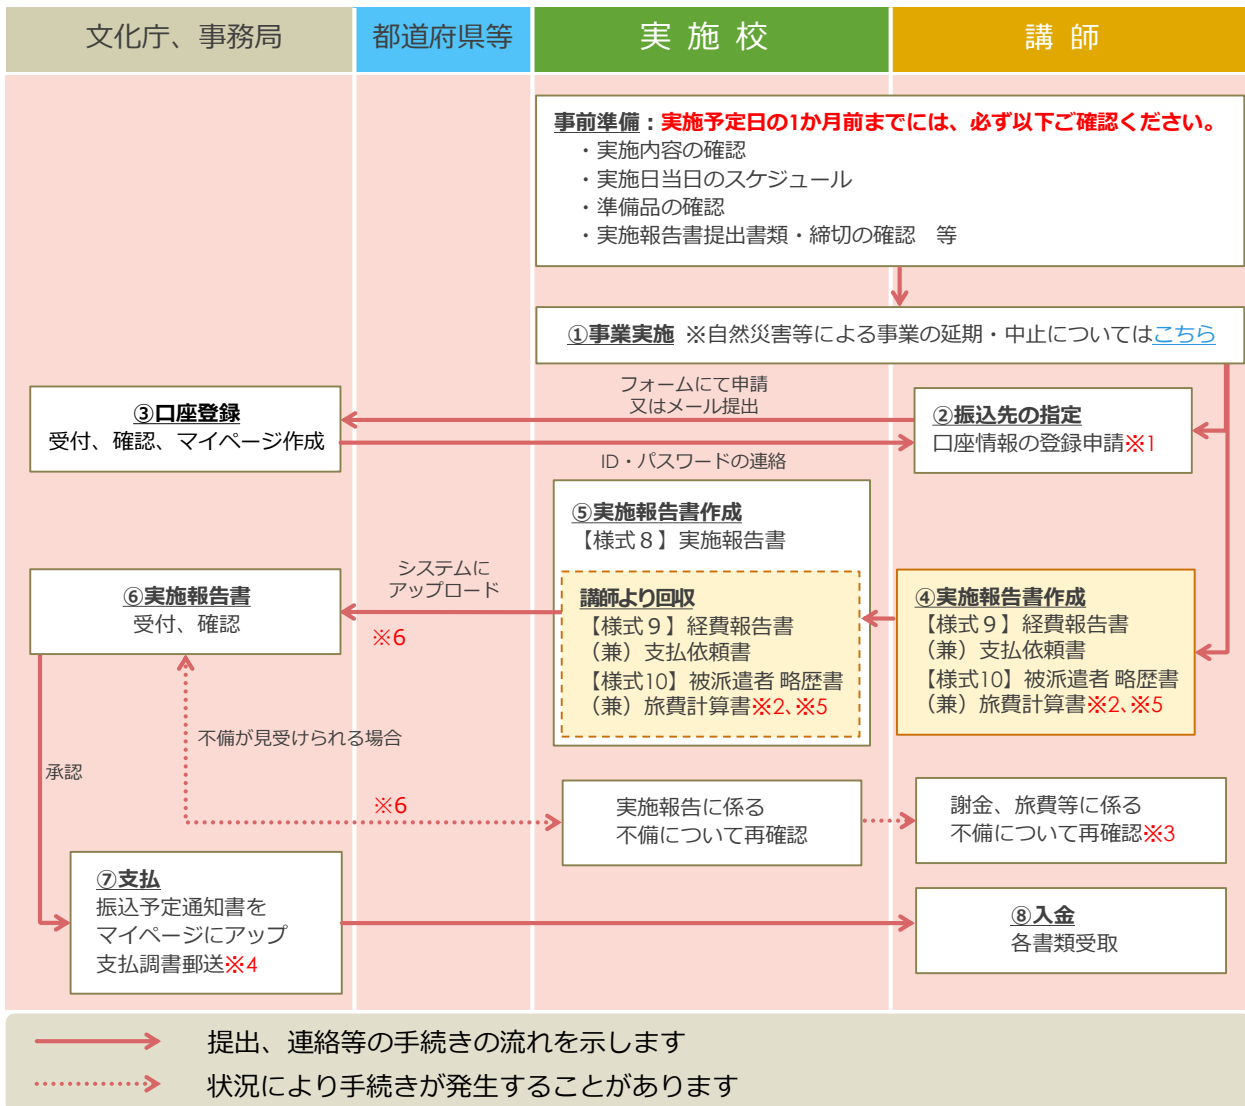 文化庁、事務局
都道府県等
実 施 校
講 師
事前準備：実施予定日の1か月前までには、必ず以下ご確認ください。
・実施内容の確認
・実施日当日のスケジュール
・準備品の確認
・実施報告書提出書類・締切の確認　等
①事業実施 ※自然災害等による事業の延期・中止についてはこちら
フォームにて申請
又はメール提出
③口座登録
受付、確認、マイページ作成
②振込先の指定
口座情報の登録申請※1
ID・パスワードの連絡
⑤実施報告書作成
【様式８】実施報告書
システムに
アップロード
※6
⑥実施報告書
受付、確認
講師より回収
【様式９】経費報告書
（兼）支払依頼書
【様式10】被派遣者 略歴書
（兼）旅費計算書※2、※5
④実施報告書作成
【様式９】経費報告書
（兼）支払依頼書
【様式10】被派遣者 略歴書
（兼）旅費計算書※2、※5
不備が見受けられる場合
承認
※6
実施報告に係る
不備について再確認
謝金、旅費等に係る
不備について再確認※3
⑦支払
振込予定通知書を
マイページにアップ
支払調書郵送※4
⑧入金
各書類受取
提出、連絡等の手続きの流れを示します
状況により手続きが発生することがあります